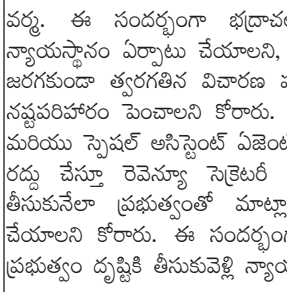 వర్మ. ఈ సందర్భంగా భద్రాచల
న్యాయస్థానం ఏర్పాటు చేయాలని,
జరగకుండా త్వరగతిన విచారణ
నష్టపరిహారం పెంచాలని కోరారు.
మరియు స్పెషల్ అసిస్టెంట్ ఏజెంట్
రద్దు చేస్తూ రెవెన్యూ సెక్రెటరీ
తీసుకునేలా ప్రభుత్వంతో మాట్లా
చేయాలని కోరారు. ఈ సందర్భంగ
ప్రభుత్వం దృష్టికి తీసుకువెళ్లి న్యాయ